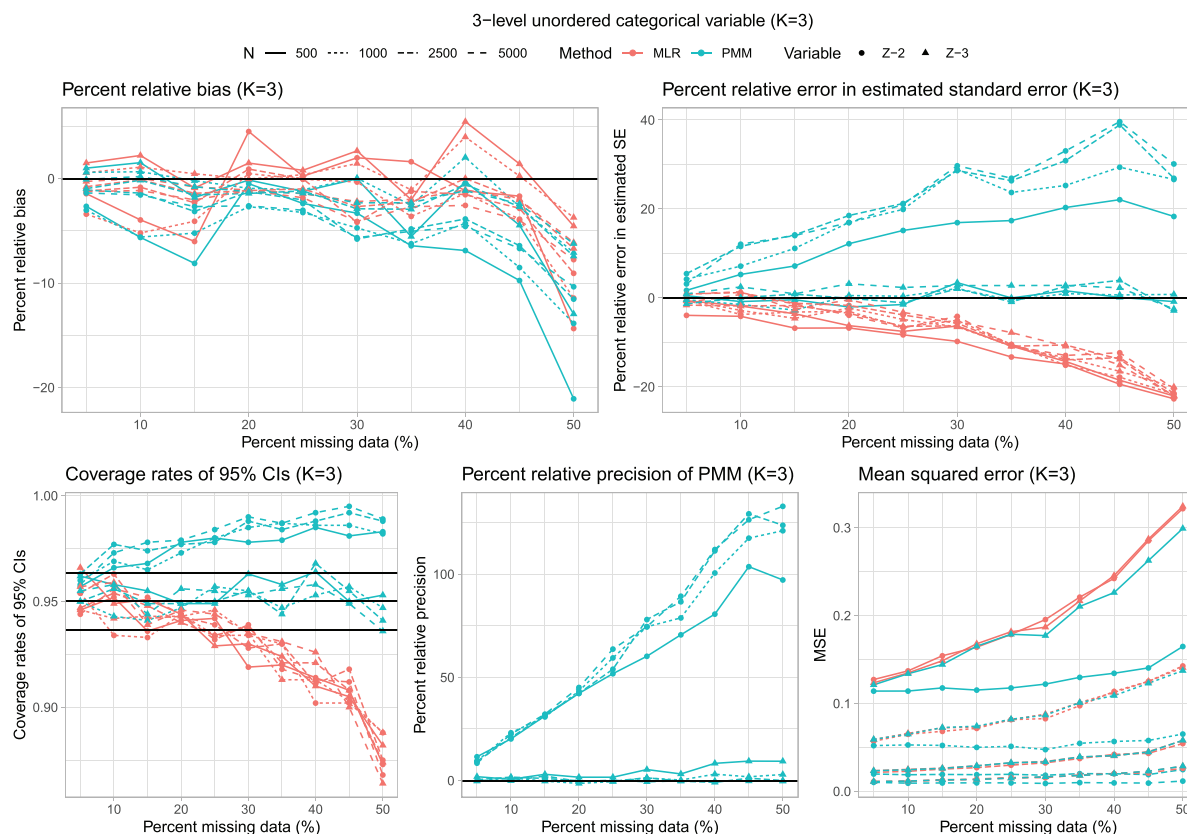 3−level unordered categorical variable (K=3)
N 500 1000 2500 5000 Method MLR PMM Variable Z−2 Z−3
Percent relative bias (K=3)
Percent relative bias
0
−10
−20
10 20 30 40 50
Percent missing data (%)
Percent relative error in estimated standard error (K=3)
Percent relative error in estimated SE
40
20
0
−20
10 20 30 40 50
Percent missing data (%)
Coverage rates of 95% CIs (K=3)
Coverage rates of 95% CIs
1.00
0.95
0.90
10 20 30 40 50
Percent missing data (%)
Percent relative precision of PMM (K=3)
Percent relative precision
100
50
0
10 20 30 40 50
Percent missing data (%)
Mean squared error (K=3)
MSE
0.3
0.2
0.1
0.0
10 20 30 40 50
Percent missing data (%)